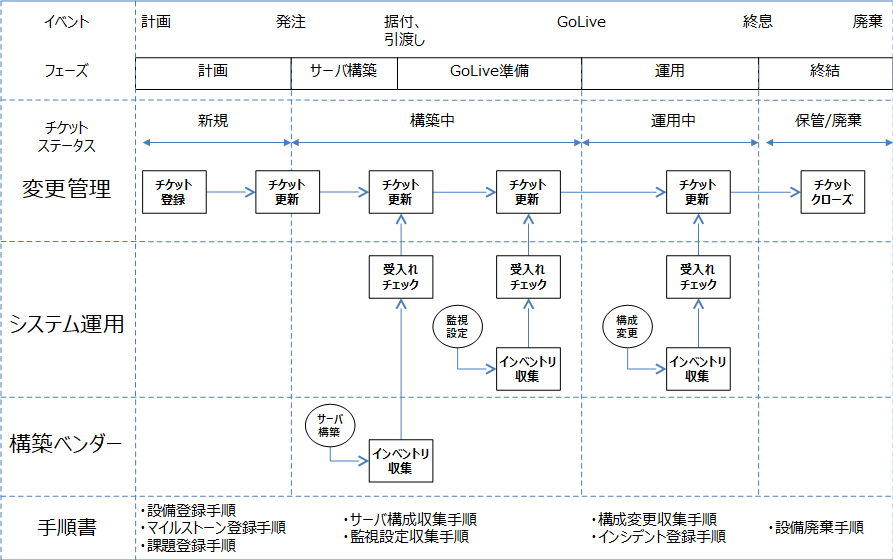 イベント
計画
発注
据付、
引渡し
GoLive
終息
廃棄
フェーズ
計画
サーバ構築
GoLive準備
運用
終結
チケット
ステータス
新規
構築中
運用中
保管/廃棄
変更管理
チケット
登録
チケット
更新
チケット
更新
チケット
更新
チケット
更新
チケット
クローズ
システム運用
受入れ
チェック
受入れ
チェック
受入れ
チェック
監視
設定
構成
変更
インベントリ
収集
インベントリ
収集
構築ベンダー
サーバ
構築
インベントリ
収集
手順書
・設備登録手順
・マイルストーン登録手順
・課題登録手順
・サーバ構成収集手順
・監視設定収集手順
・構成変更収集手順
・インシデント登録手順
・設備廃棄手順